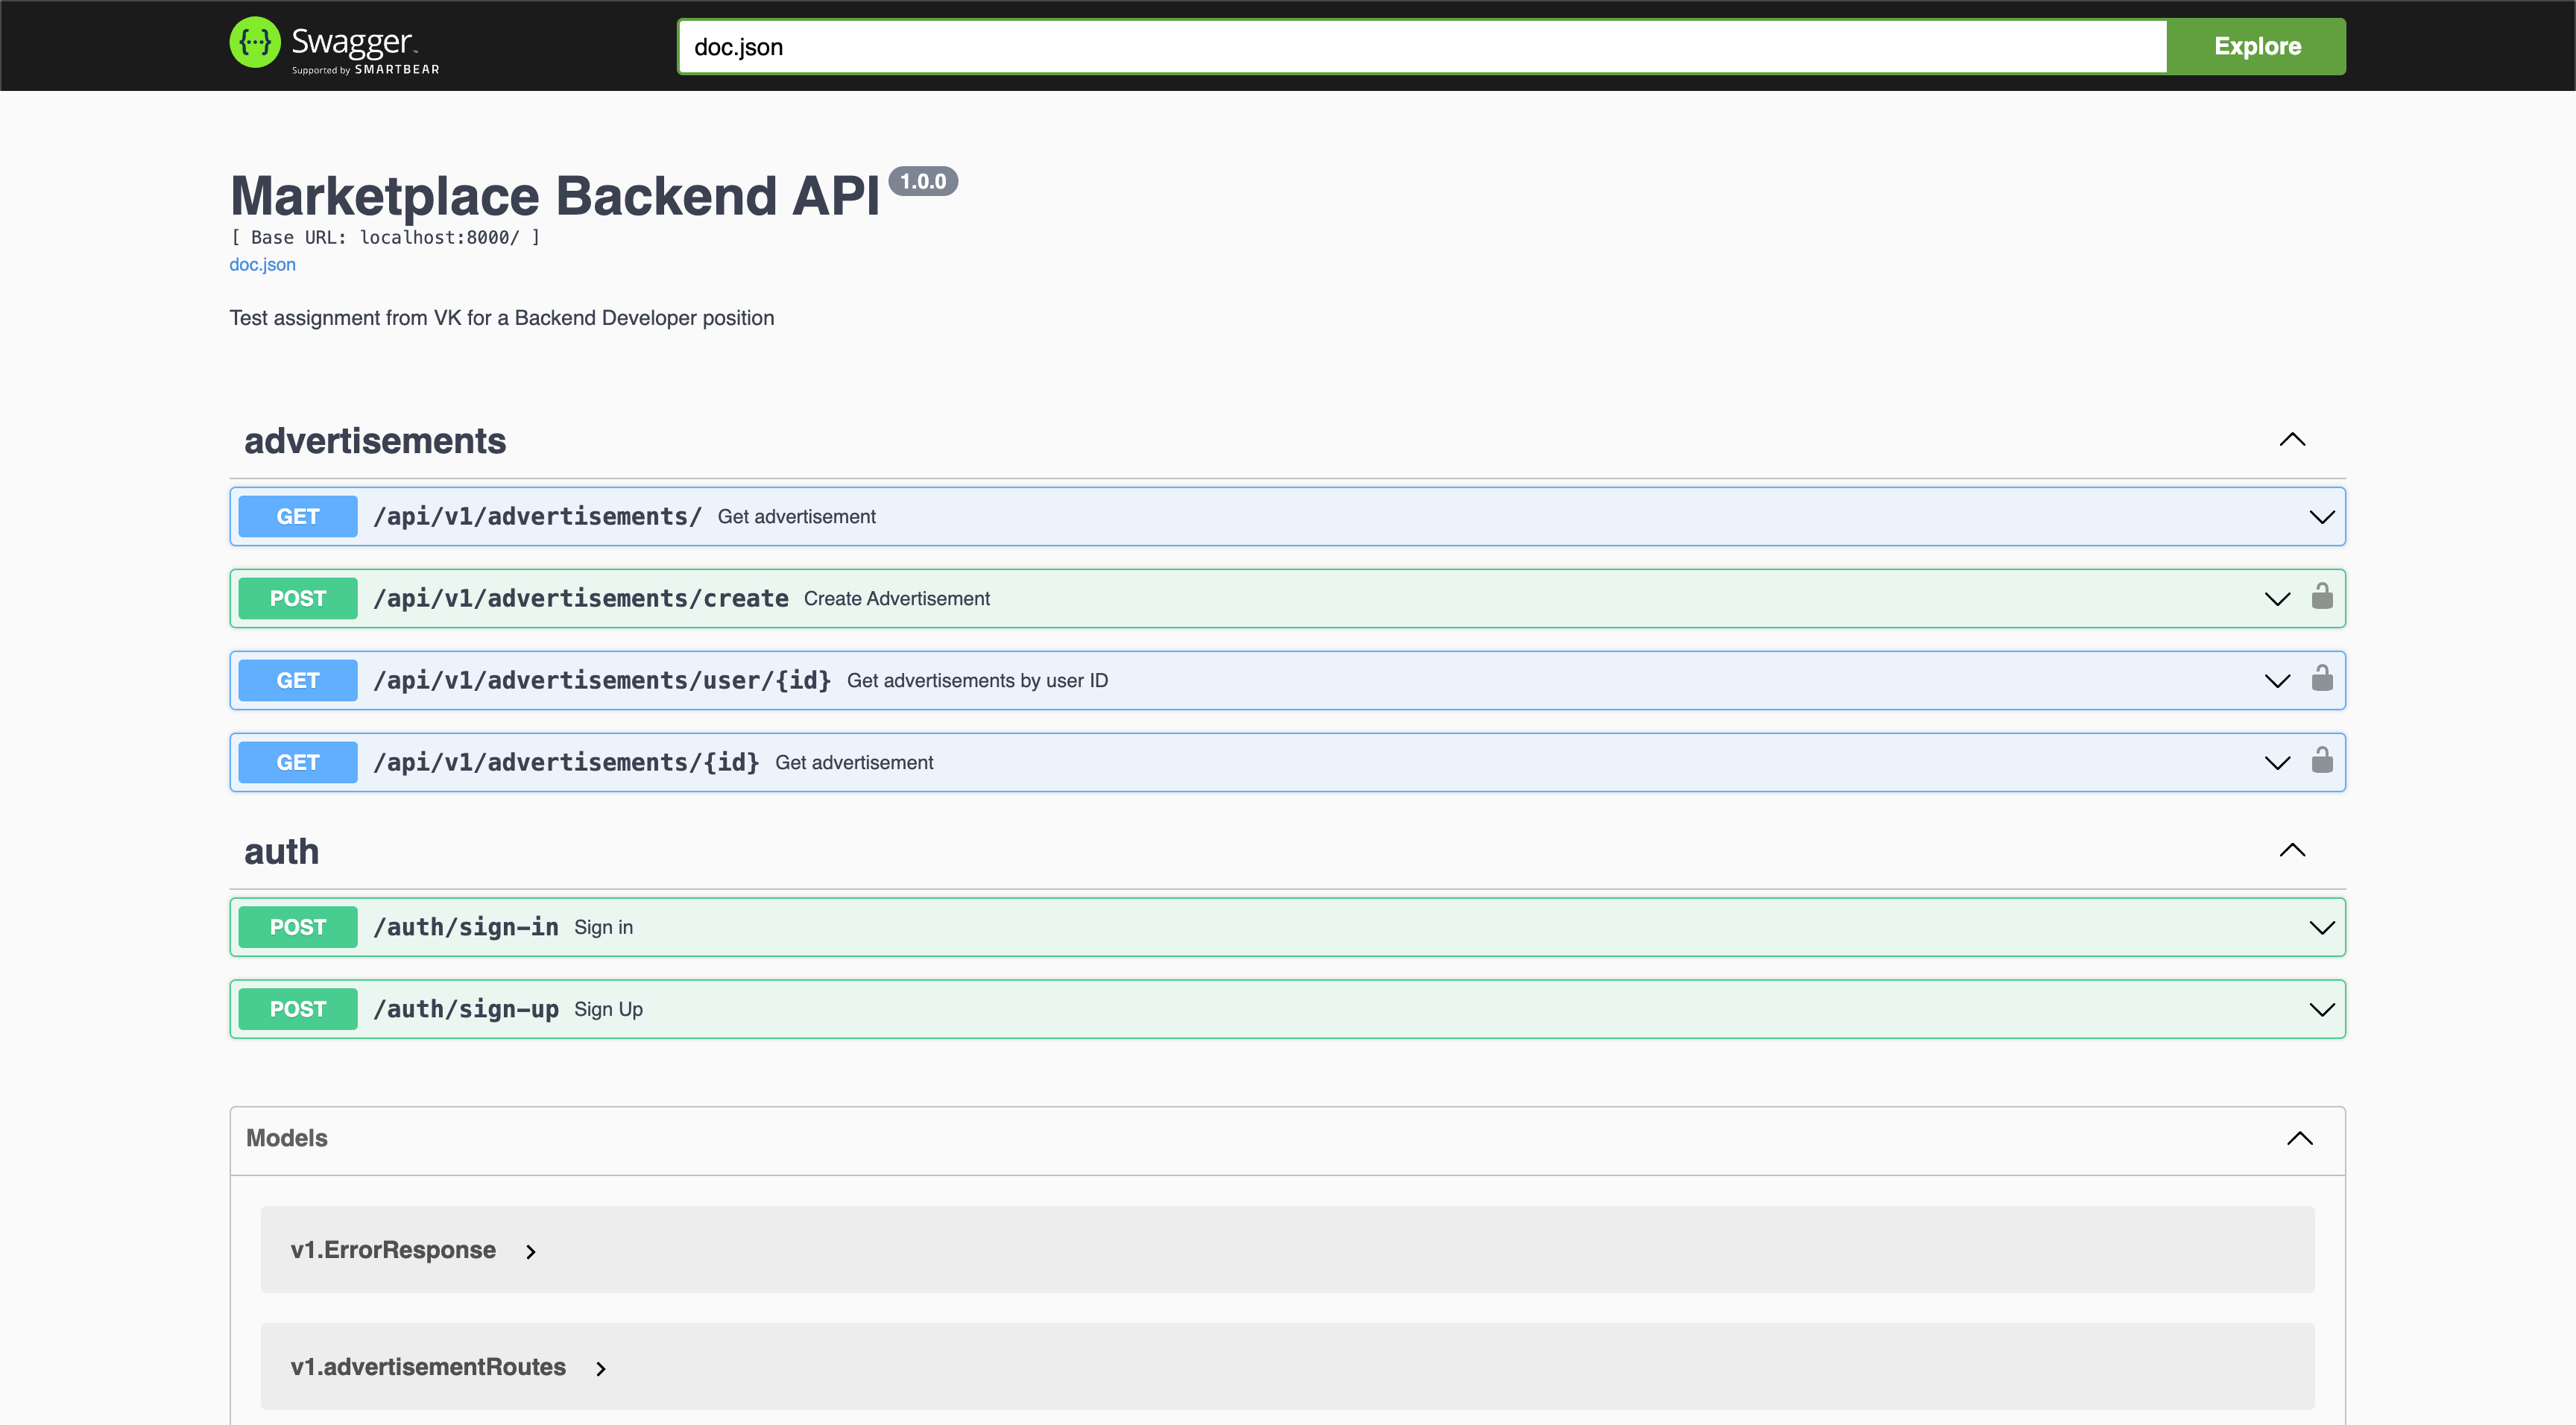 Swagger
Supported by SMARTBEAR
doc.json
Explore
Marketplace Backend API 1.0.0
[ Base URL: localhost:8000/ ]
doc.json
Test assignment from VK for a Backend Developer position
advertisements
GET /api/v1/advertisements/ Get advertisement
POST /api/v1/advertisements/create Create Advertisement
GET /api/v1/advertisements/user/{id} Get advertisements by user ID
GET /api/v1/advertisements/{id} Get advertisement
auth
POST /auth/sign-in Sign in
POST /auth/sign-up Sign Up
Models
v1.ErrorResponse
v1.advertisementRoutes